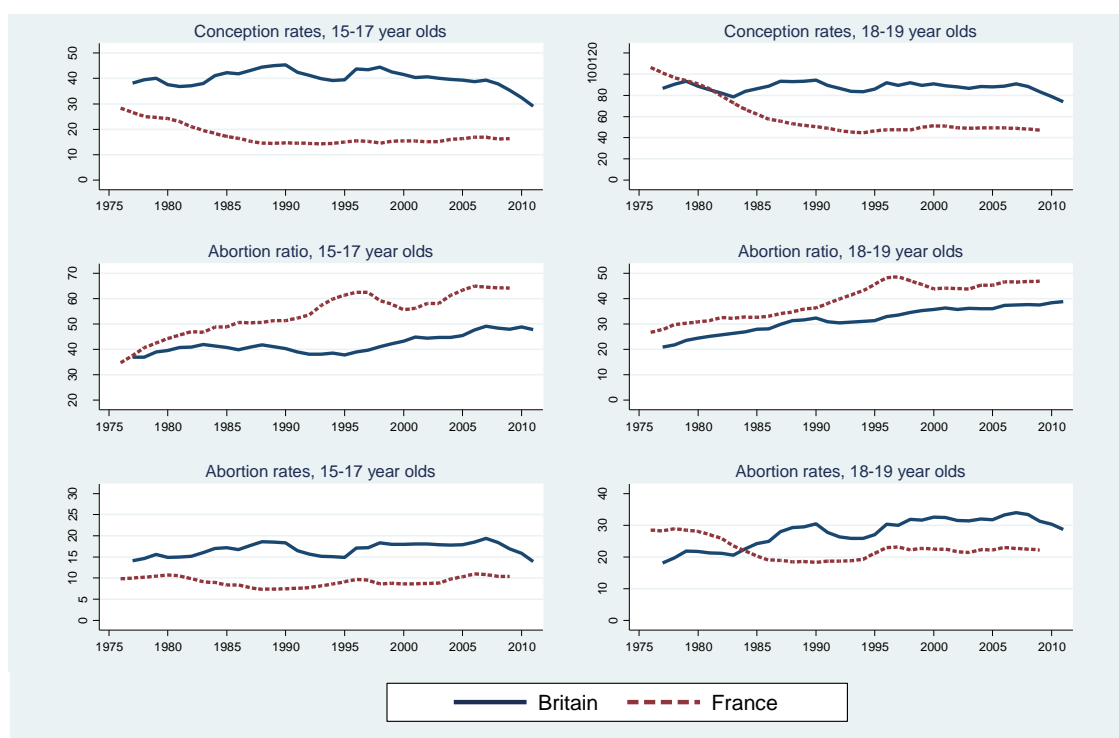 Conception rates, 15-17 year olds
50
40
30
20
10
0
1975 1980 1985 1990 1995 2000 2005 2010
Conception rates, 18-19 year olds
100120
80
60
40
20
0
1975 1980 1985 1990 1995 2000 2005 2010
Abortion ratio, 15-17 year olds
70
60
50
40
30
20
1975 1980 1985 1990 1995 2000 2005 2010
Abortion ratio, 18-19 year olds
50
40
30
20
10
0
1975 1980 1985 1990 1995 2000 2005 2010
Abortion rates, 15-17 year olds
30
25
20
15
10
5
0
1975 1980 1985 1990 1995 2000 2005 2010
Abortion rates, 18-19 year olds
40
30
20
10
0
1975 1980 1985 1990 1995 2000 2005 2010
Britain France